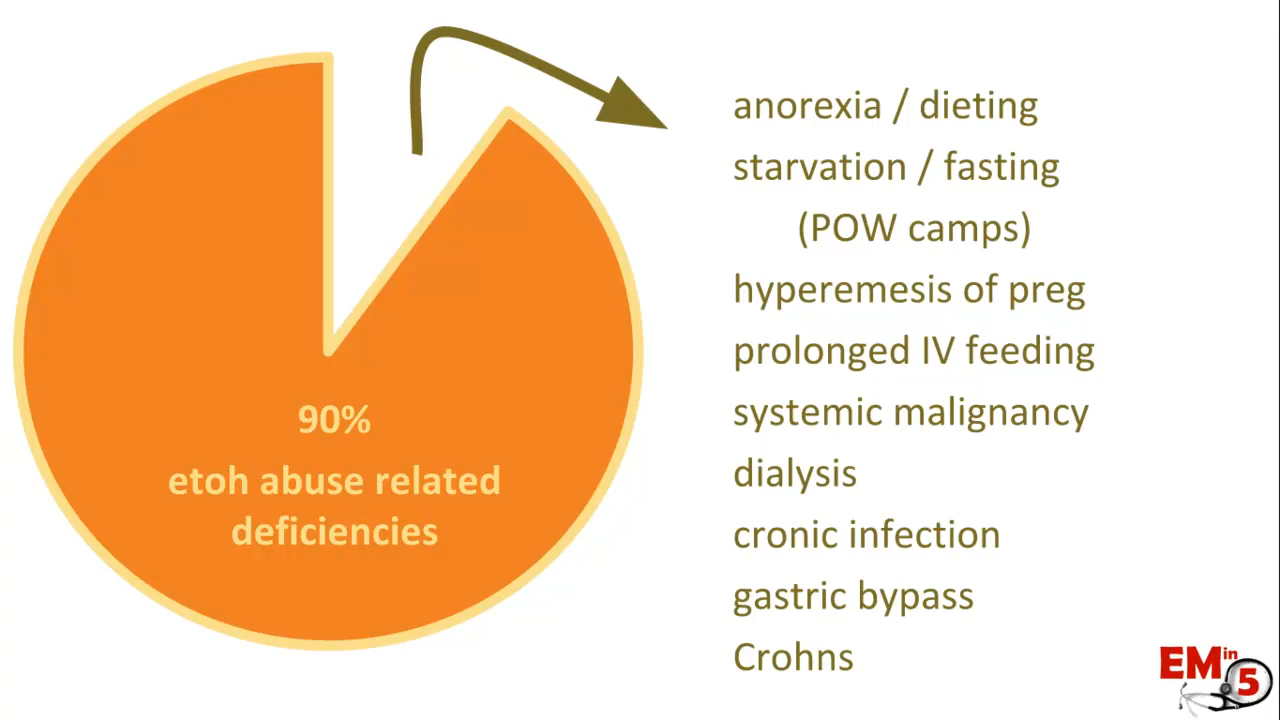 90%
etoh abuse related
deficiencies
anorexia / dieting
starvation / fasting
(POW camps)
hyperemesis of preg
prolonged IV feeding
systemic malignancy
dialysis
cronic infection
gastric bypass
Crohns
EM in 5